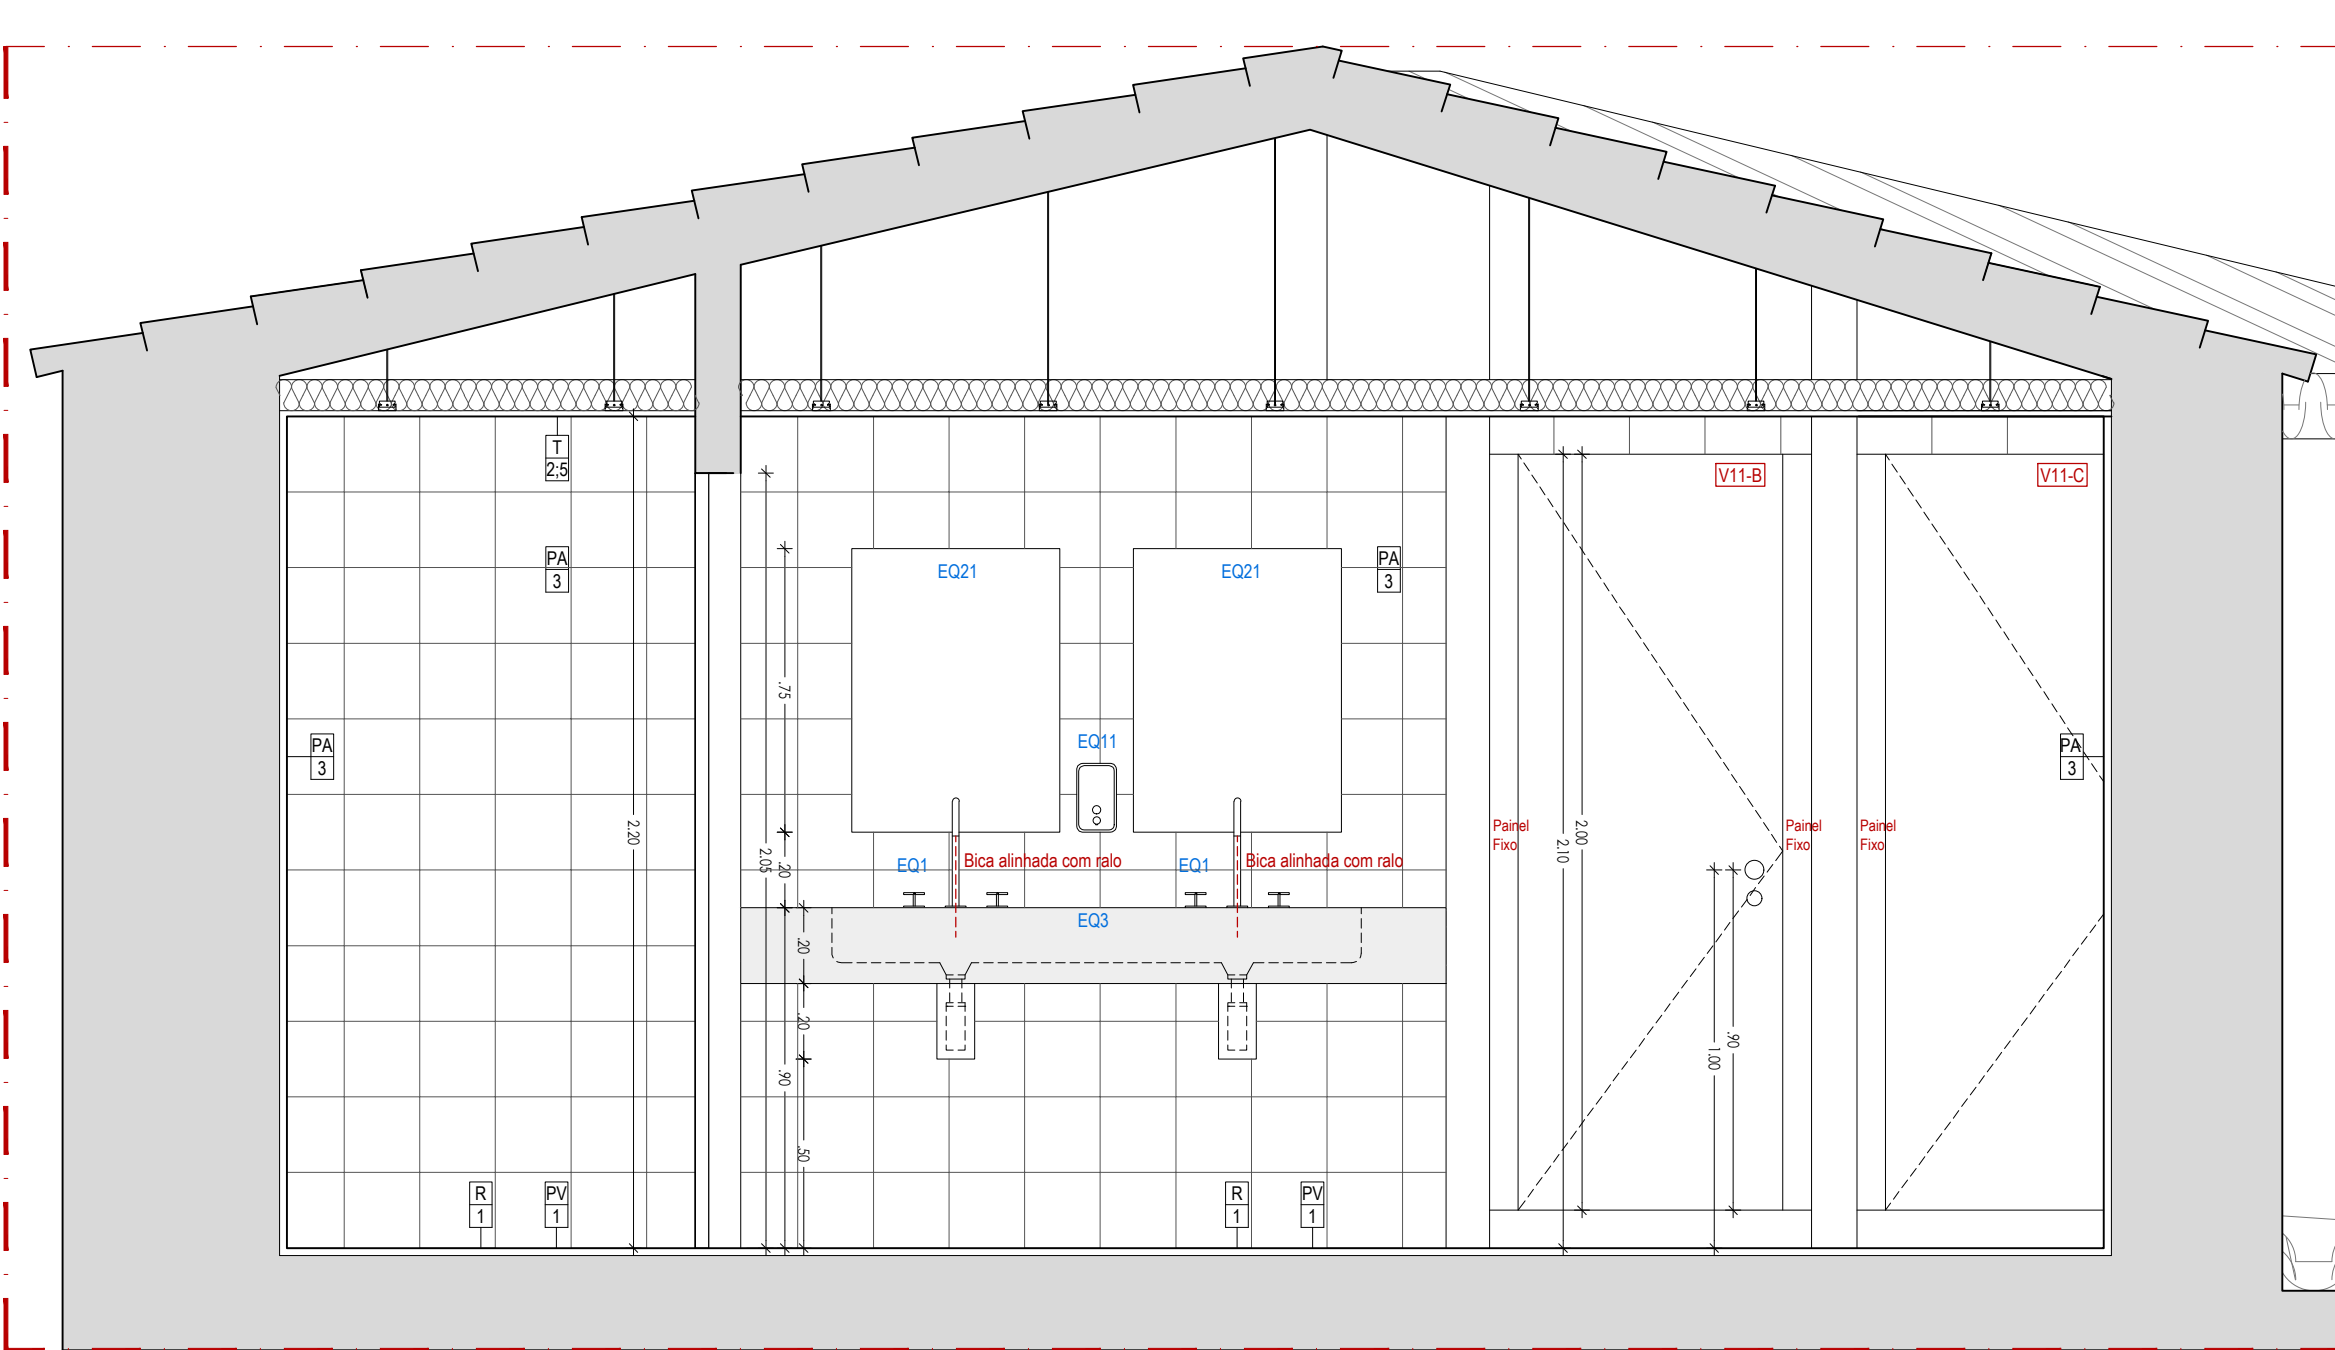 T
2;5
V11-B
V11-C
PA
3
EQ21
EQ21
PA
3
.75
EQ11
PA
3
PA
3
2.20
2.05
.20
2.10
2.00
Painel
Fixo
Painel
Fixo
Painel
Fixo
EQ1
Bica alinhada com ralo
EQ1
Bica alinhada com ralo
EQ3
.20
.20
.90
.50
1.00
.90
R
1
PV
1
R
1
PV
1